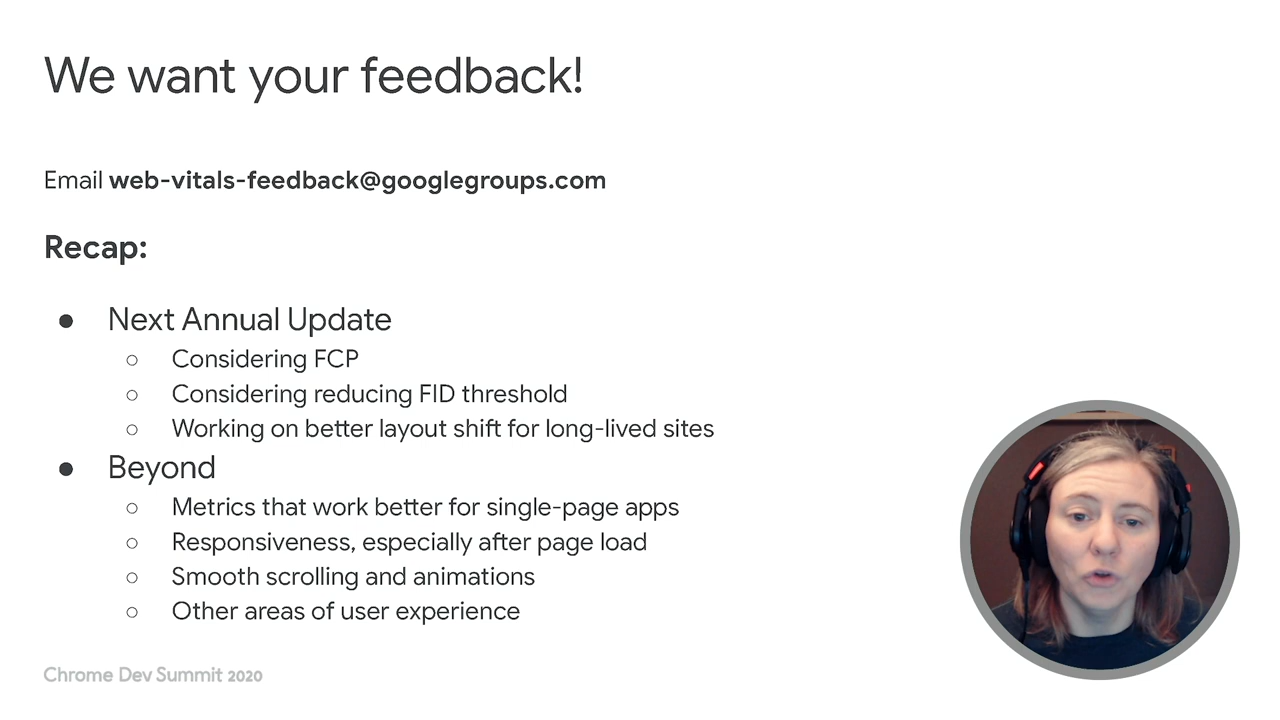 We want your feedback!
Email web-vitals-feedback@googlegroups.com
Recap:
● Next Annual Update
○ Considering FCP
○ Considering reducing FID threshold
○ Working on better layout shift for long-lived sites
● Beyond
○ Metrics that work better for single-page apps
○ Responsiveness, especially after page load
○ Smooth scrolling and animations
○ Other areas of user experience
Chrome Dev Summit 2020